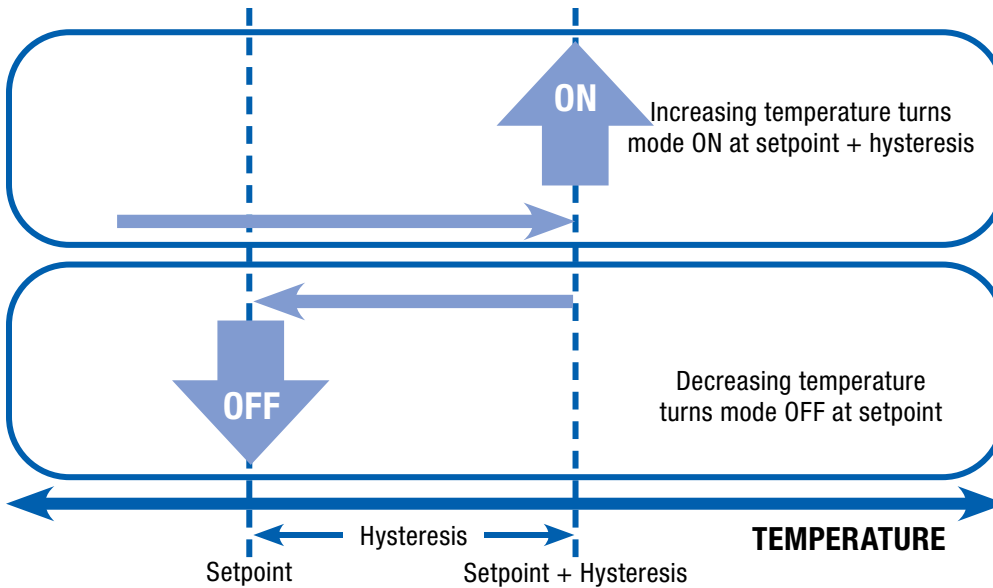 ON
Increasing temperature turns
mode ON at setpoint + hysteresis
OFF
Decreasing temperature
turns mode OFF at setpoint
Hysteresis
TEMPERATURE
Setpoint
Setpoint + Hysteresis